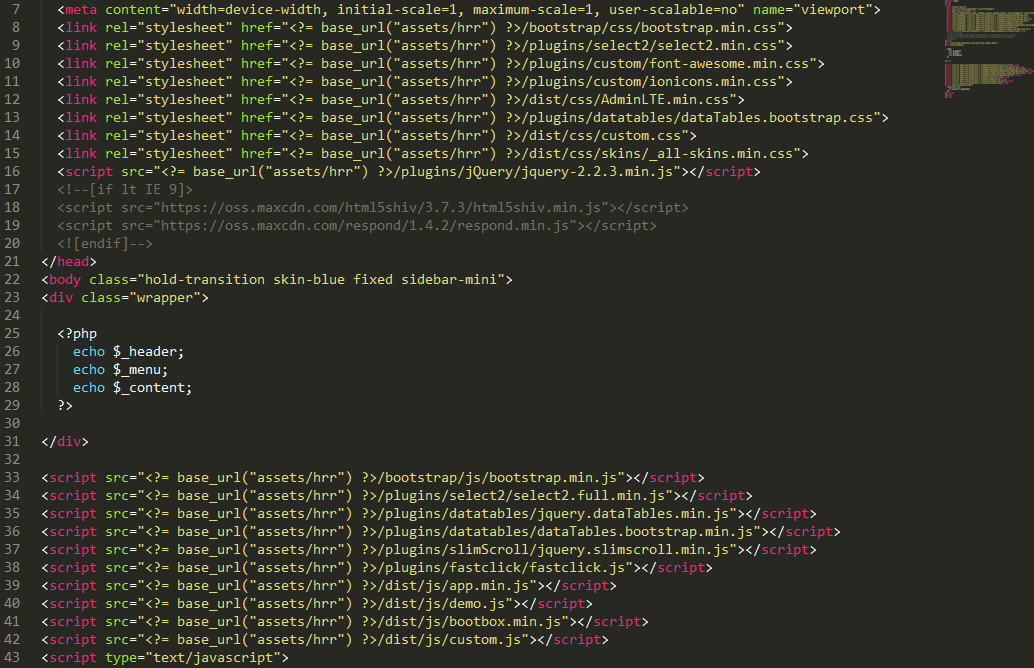 7 <meta content="width=device-width, initial-scale=1, maximum-scale=1, user-scalable=no" name="viewport">
8 <link rel="stylesheet" href="<?= base_url("assets/hrr") ?>/bootstrap/css/bootstrap.min.css">
9 <link rel="stylesheet" href="<?= base_url("assets/hrr") ?>/plugins/select2/select2.min.css">
10 <link rel="stylesheet" href="<?= base_url("assets/hrr") ?>/plugins/custom/font-awesome.min.css">
11 <link rel="stylesheet" href="<?= base_url("assets/hrr") ?>/plugins/custom/ionicons.min.css">
12 <link rel="stylesheet" href="<?= base_url("assets/hrr") ?>/dist/css/AdminLTE.min.css">
13 <link rel="stylesheet" href="<?= base_url("assets/hrr") ?>/plugins/datatables/dataTables.bootstrap.css">
14 <link rel="stylesheet" href="<?= base_url("assets/hrr") ?>/dist/css/custom.css">
15 <link rel="stylesheet" href="<?= base_url("assets/hrr") ?>/dist/css/skins/_all-skins.min.css">
16 <script src="<?= base_url("assets/hrr") ?>/plugins/jQuery/jquery-2.2.3.min.js"></script>
17 <!--[if lt IE 9]>
18 <script src="https://oss.maxcdn.com/html5shiv/3.7.3/html5shiv.min.js"></script>
19 <script src="https://oss.maxcdn.com/respond/1.4.2/respond.min.js"></script>
20 <![endif]-->
21 </head>
22 <body class="hold-transition skin-blue fixed sidebar-mini">
23 <div class="wrapper">
24
25 <?php
26 echo $_header;
27 echo $_menu;
28 echo $_content;
29 ?>
30
31 </div>
32
33 <script src="<?= base_url("assets/hrr") ?>/bootstrap/js/bootstrap.min.js"></script>
34 <script src="<?= base_url("assets/hrr") ?>/plugins/select2/select2.full.min.js"></script>
35 <script src="<?= base_url("assets/hrr") ?>/plugins/datatables/jquery.dataTables.min.js"></script>
36 <script src="<?= base_url("assets/hrr") ?>/plugins/datatables/dataTables.bootstrap.min.js"></script>
37 <script src="<?= base_url("assets/hrr") ?>/plugins/slimScroll/jquery.slimscroll.min.js"></script>
38 <script src="<?= base_url("assets/hrr") ?>/plugins/fastclick/fastclick.js"></script>
39 <script src="<?= base_url("assets/hrr") ?>/dist/js/app.min.js"></script>
40 <script src="<?= base_url("assets/hrr") ?>/dist/js/demo.js"></script>
41 <script src="<?= base_url("assets/hrr") ?>/dist/js/bootbox.min.js"></script>
42 <script src="<?= base_url("assets/hrr") ?>/dist/js/custom.js"></script>
43 <script type="text/javascript">